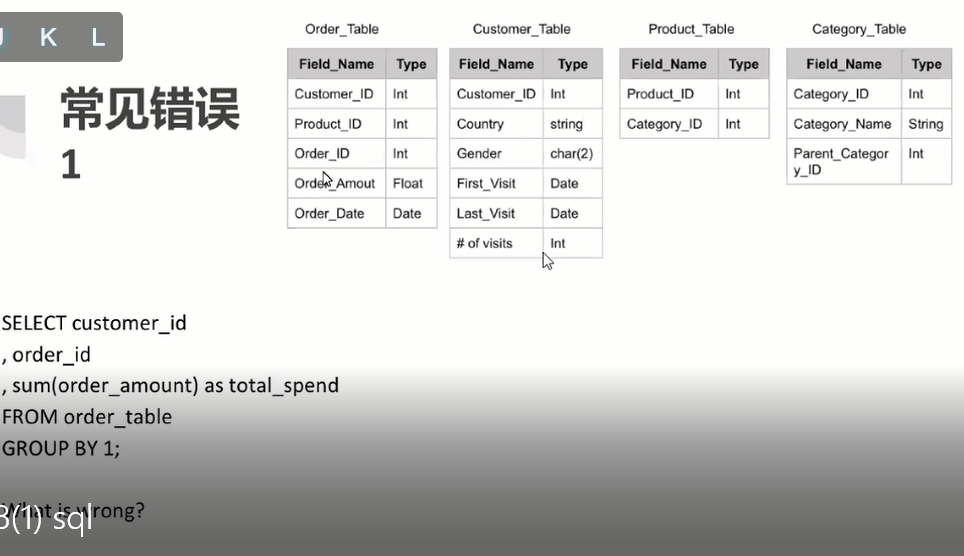 J K L
常见错误
1
Order_Table
Field_Name Type
Customer_ID Int
Product_ID Int
Order_ID Int
Order_Amout Float
Order_Date Date
Customer_Table
Field_Name Type
Customer_ID Int
Country string
Gender char(2)
First_Visit Date
Last_Visit Date
# of visits Int
Product_Table
Field_Name Type
Product_ID Int
Category_ID Int
Category_Table
Field_Name Type
Category_ID Int
Category_Name String
Parent_Categor Int
y_ID
SELECT customer_id
, order_id
, sum(order_amount) as total_spend
FROM order_table
GROUP BY 1;
What is wrong?
3(1) sql